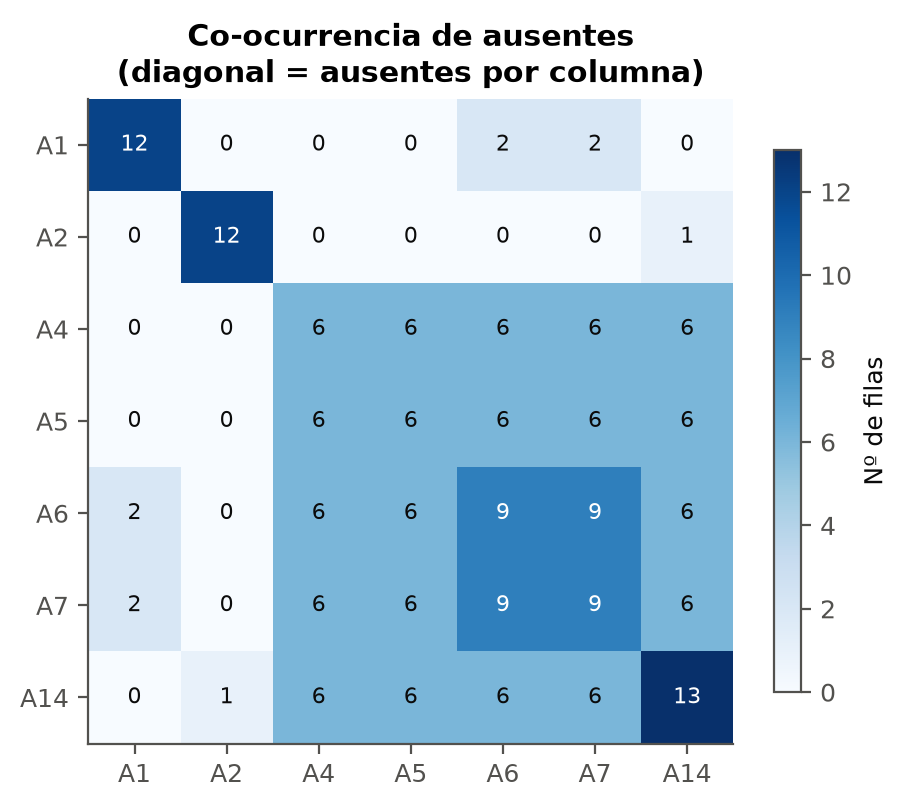 Co-ocurrencia de ausentes
(diagonal = ausentes por columna)
A1 12 0 0 0 2 2 0
A2 0 12 0 0 0 0 1
A4 0 0 6 6 6 6 6
A5 0 0 6 6 6 6 6
A6 2 0 6 6 9 9 6
A7 2 0 6 6 9 9 6
A14 0 1 6 6 6 6 13
A1 A2 A4 A5 A6 A7 A14
12
10
8
6
4
2
0
Nº de filas